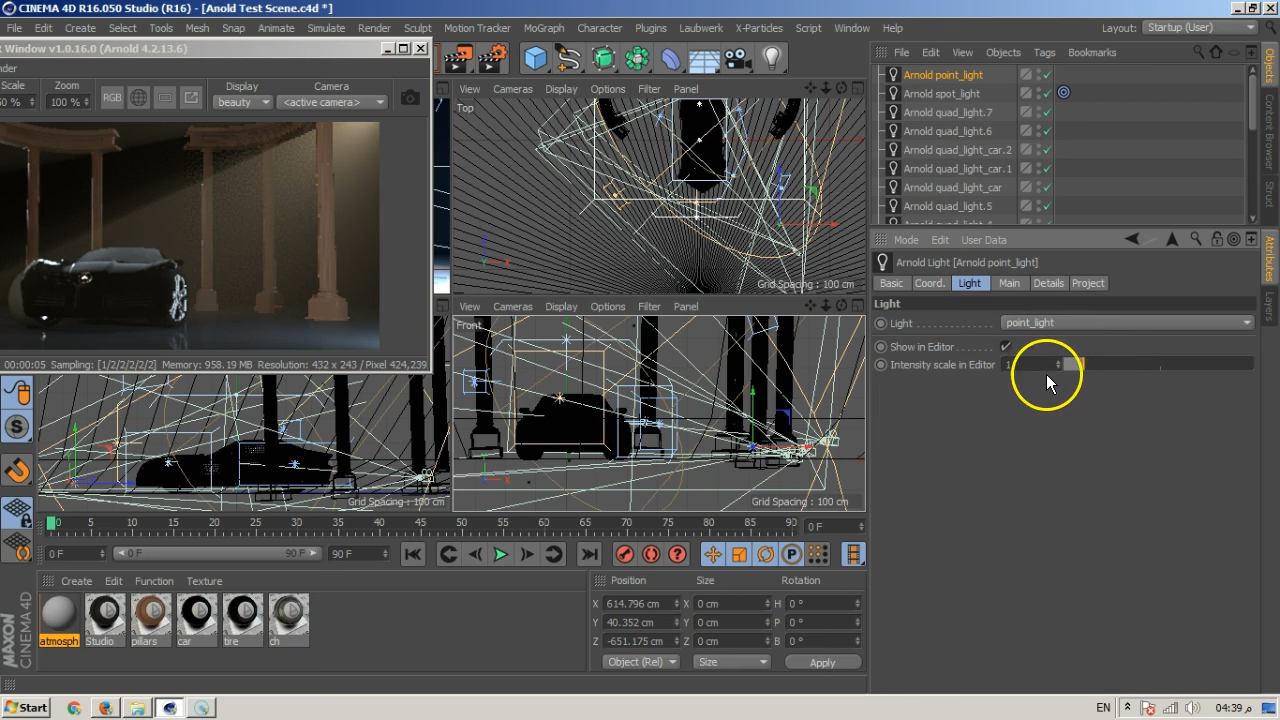 CINEMA 4D R16.050 Studio (R16) - [Anold Test Scene.c4d *]
File Edit Create Select Tools Mesh Snap Animate Simulate Render Sculpt Motion Tracker MoGraph Character Plugins Laubwerk X-Particles Script Window Help Layout: Startup (User)
Window v1.0.16.0 (Arnold 4.2.13.6)
Scale Zoom Display Camera
100 % RGB beauty <active camera>
00:00:05 Sampling: [1/2/2/2/2/2] Memory: 958.19 MB Resolution: 432 x 243 / Pixel 424,239
View Cameras Display Options Filter Panel
Top
Grid Spacing : 100 cm
View Cameras Display Options Filter Panel
Front
Grid Spacing : 100 cm
Grid Spacing : 100 cm
File Edit View Objects Tags Bookmarks
Arnold point_light
Arnold spot_light
Arnold quad_light.7
Arnold quad_light.6
Arnold quad_light_car.2
Arnold quad_light_car.1
Arnold quad_light_car
Arnold quad_light.5
Objects
Content Browser
Struct
Mode Edit User Data
Arnold Light [Arnold point_light]
Basic Coord. Light Main Details Project
Light
Light point_light
Show in Editor
Intensity scale in Editor 1
Attributes
Layers
0 5 10 15 20 25 30 35 40 45 50 55 60 65 70 75 80 85 90 0 F
0 F 0 F 90 F 90 F
Create Edit Function Texture
atmosph Studio pillars car tire ch
Position Size Rotation
X 614.796 cm X 0 cm H 0 °
Y 40.352 cm Y 0 cm P 0 °
Z -651.175 cm Z 0 cm B 0 °
Object (Rel) Size Apply
MAXON CINEMA 4D
Start EN 04:39 م